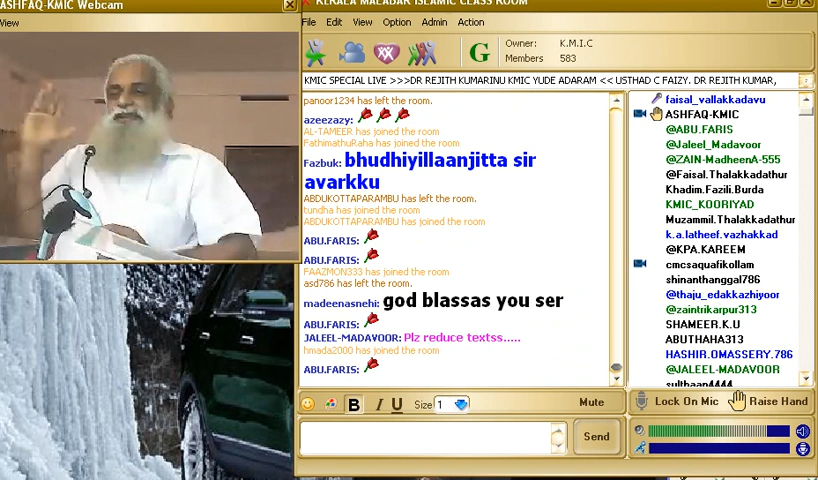 ASHFAQ-KMIC Webcam
View
KERALA MALABAR ISLAMIC CLASS ROOM
File Edit View Option Admin Action
G
Owner: K.M.I.C
Members 583
KMIC SPECIAL LIVE >>>DR REJITH KUMARINU KMIC YUDE ADARAM << USTHAD C FAIZY. DR REJITH KUMAR,
panoor1234 has left the room.
azeezazy:
AL-TAMEER has joined the room
FathimathuRaha has joined the room
Fazbuk: bhudhiyillaanjitta sir
avarkku
ABDUKOTTAPARAMBU has left the room.
tundha has joined the room
ABDUKOTTAPARAMBU has joined the room
ABU.FARIS:
ABU.FARIS:
FAAZMON333 has joined the room
asd786 has left the room.
madeenasnehi: god blassas you ser
ABU.FARIS:
JALEEL-MADAVOOR: Plz reduce textss.....
hmada2000 has joined the room
ABU.FARIS:
faisal_vallakkadavu
ASHFAQ-KMIC
@ABU.FARIS
@Jaleel_Madavoor
@ZAIN-MadheenA-555
@Faisal.Thalakkadathur
Khadim.Fazili.Burda
KMIC_KOORIYAD
Muzammil.Thalakkadathur
k.a.latheef.vazhakkad
@KPA.KAREEM
cmcsaquafikollam
shinanthanggal786
@thaju_edakkazhiyoor
@zaintrikarpur313
SHAMEER.K.U
ABUTHAHA313
HASHIR.OMASSERY.786
@JALEEL-MADAVOOR
sulthaan4444
B I U Size 1 Mute
Lock On Mic Raise Hand
Send